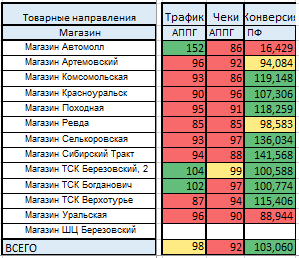 Товарные направления Трафик Чеки Конверсия
Магазин АППГ АППГ ПФ
Магазин Автомолл 152 86 16,429
Магазин Артемовский 96 92 94,084
Магазин Комсомольская 93 86 119,148
Магазин Красноуральск 90 96 107,306
Магазин Походная 95 91 118,259
Магазин Ревда 85 85 98,583
Магазин Селькоровская 93 97 136,034
Магазин Сибирский Тракт 94 88 141,568
Магазин ТСК Березовский, 2 104 99 100,588
Магазин ТСК Богданович 102 97 100,774
Магазин ТСК Верхотурье 87 94 115,406
Магазин Уральская 96 90 88,944
Магазин ШЦ Березовский
ВСЕГО 98 92 103,060